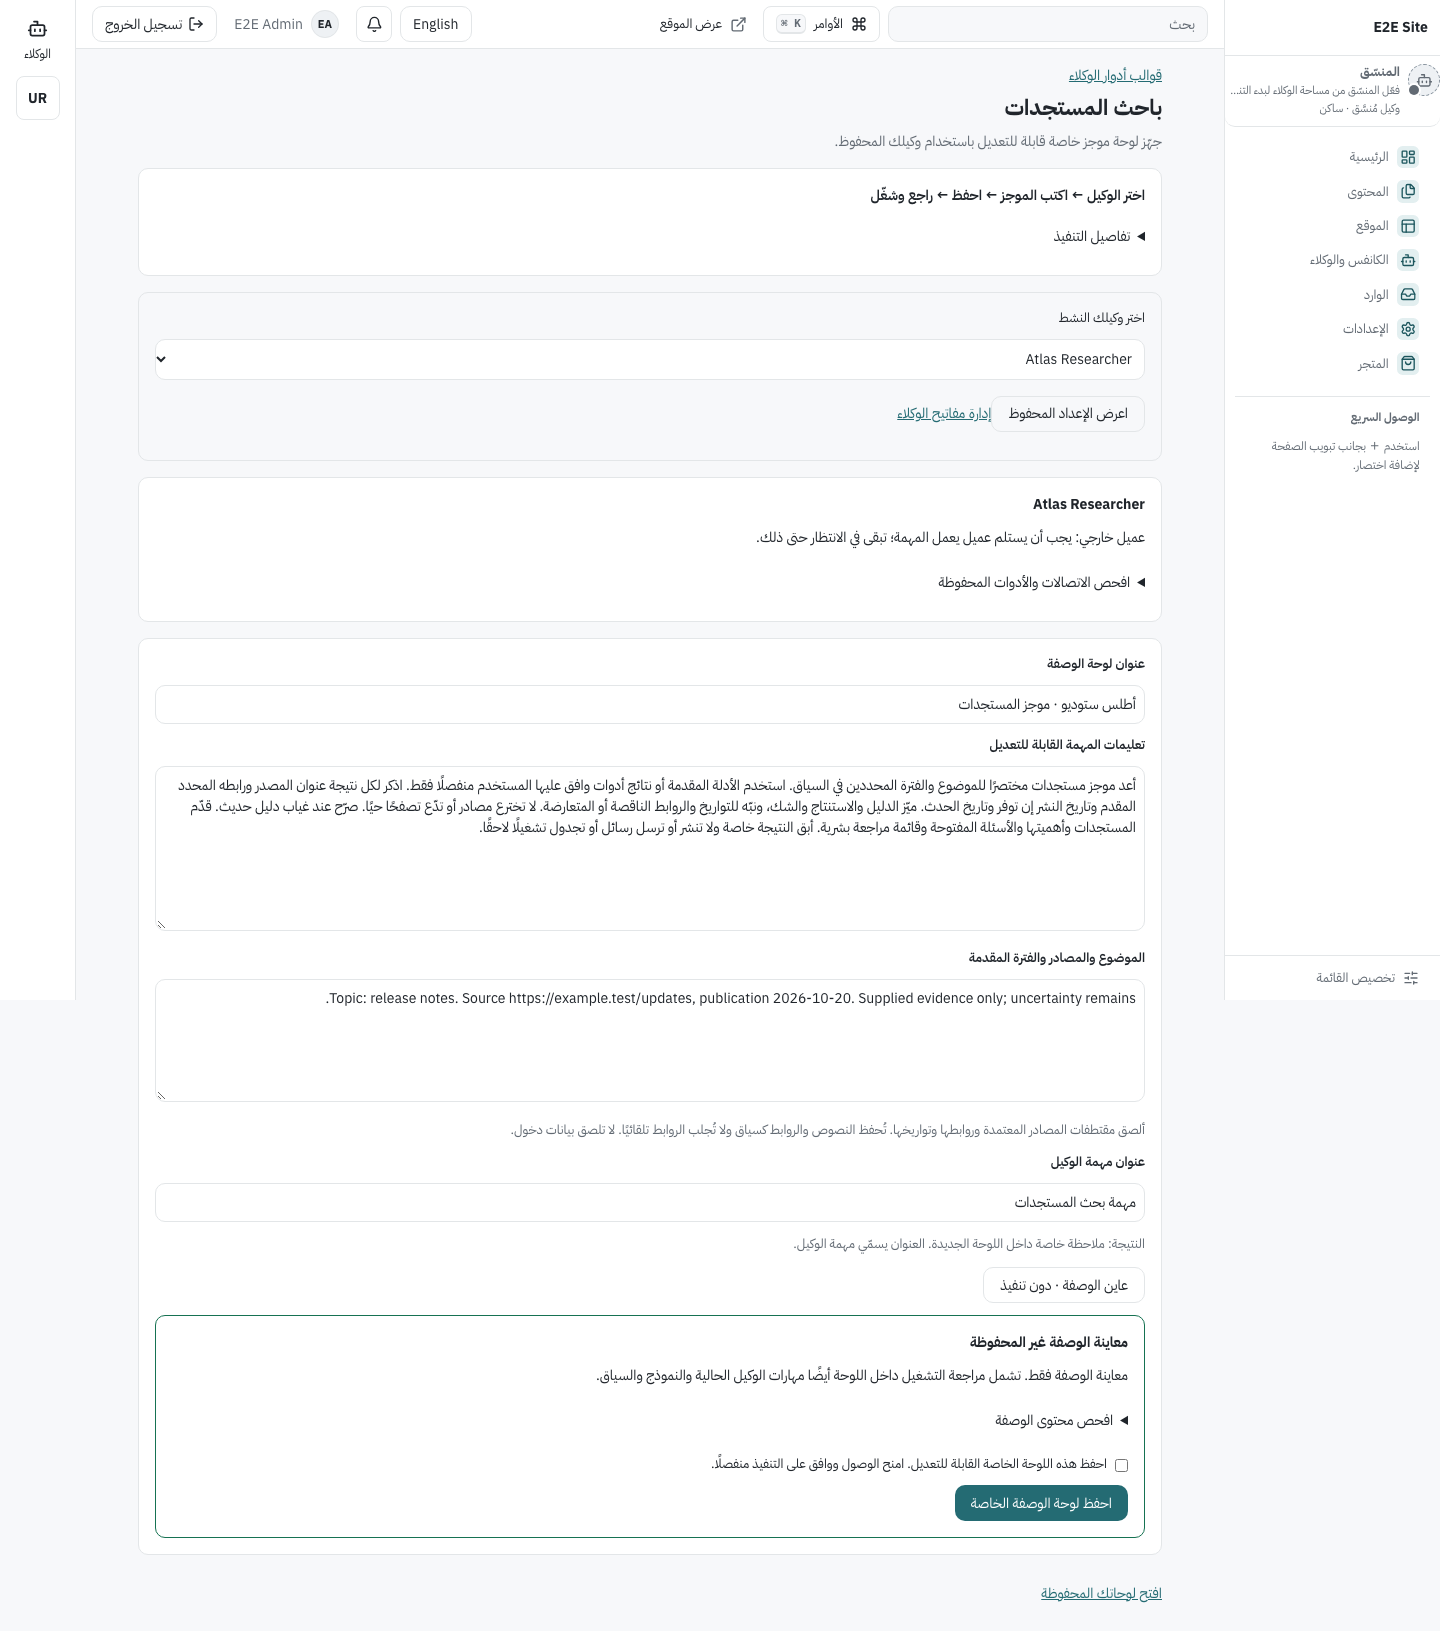 E2E Site
المنسّق
فعّل المنسّق من مساحة الوكلاء لبدء التنـ...
وكيل مُنسّق · ساكن
الرئيسية
المحتوى
الموقع
الكانفس والوكلاء
الوارد
الإعدادات
المتجر
الوصول السريع
استخدم + بجانب تبويب الصفحة
لإضافة اختصار.
تخصيص القائمة
بحث
الأوامر ⌘ K
عرض الموقع
English
EA E2E Admin
تسجيل الخروج
الوكلاء
UR
قوالب أدوار الوكلاء
باحث المستجدات
جهّز لوحة موجز خاصة قابلة للتعديل باستخدام وكيلك المحفوظ.
اختر الوكيل ← اكتب الموجز ← احفظ ← راجع وشغّل
تفاصيل التنفيذ
اختر وكيلك النشط
Atlas Researcher
اعرض الإعداد المحفوظ
إدارة مفاتيح الوكلاء
Atlas Researcher
عميل خارجي: يجب أن يستلم عميل يعمل المهمة؛ تبقى في الانتظار حتى ذلك.
افحص الاتصالات والأدوات المحفوظة
عنوان لوحة الوصفة
أطلس ستوديو · موجز المستجدات
تعليمات المهمة القابلة للتعديل
أعد موجز مستجدات مختصرًا للموضوع والفترة المحددين في السياق. استخدم الأدلة المقدمة أو نتائج أدوات وافق عليها المستخدم منفصلًا فقط. اذكر لكل نتيجة عنوان المصدر ورابطه المحدد
المقدم وتاريخ النشر إن توفر وتاريخ الحدث. ميّز الدليل والاستنتاج والشك، ونبّه للتواريخ والروابط الناقصة أو المتعارضة. لا تخترع مصادر أو تدّع تصفحًا حيًا. صرّح عند غياب دليل حديث. قدّم
المستجدات وأهميتها والأسئلة المفتوحة وقائمة مراجعة بشرية. أبق النتيجة خاصة ولا تنشر أو ترسل رسائل أو تجدول تشغيلًا لاحقًا.
الموضوع والمصادر والفترة المقدمة
Topic: release notes. Source https://example.test/updates, publication 2026-10-20. Supplied evidence only; uncertainty remains.
ألصق مقتطفات المصادر المعتمدة وروابطها وتواريخها. تُحفظ النصوص والروابط كسياق ولا تُجلب الروابط تلقائيًا. لا تلصق بيانات دخول.
عنوان مهمة الوكيل
مهمة بحث المستجدات
النتيجة: ملاحظة خاصة داخل اللوحة الجديدة. العنوان يسمّي مهمة الوكيل.
عاين الوصفة · دون تنفيذ
معاينة الوصفة غير المحفوظة
معاينة الوصفة فقط. تشمل مراجعة التشغيل داخل اللوحة أيضًا مهارات الوكيل الحالية والنموذج والسياق.
افحص محتوى الوصفة
احفظ هذه اللوحة الخاصة القابلة للتعديل. امنح الوصول ووافق على التنفيذ منفصلًا.
احفظ لوحة الوصفة الخاصة
افتح لوحاتك المحفوظة